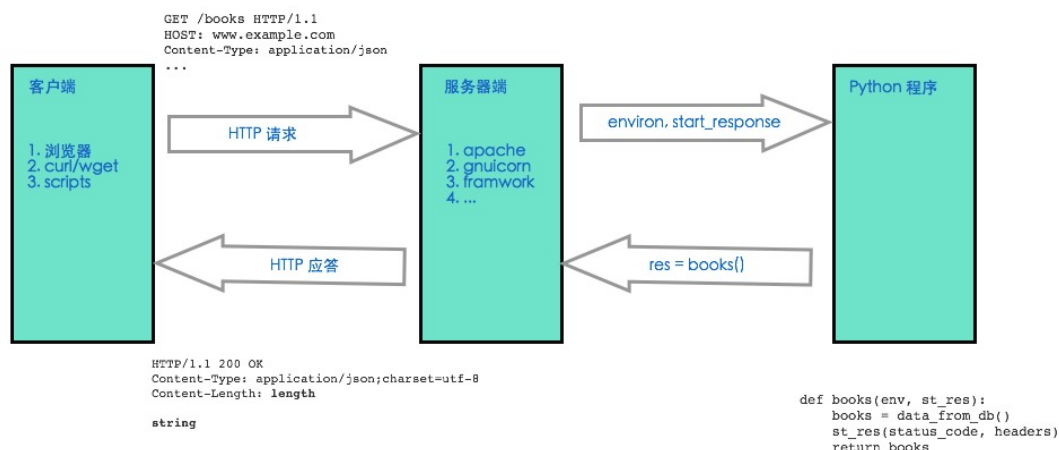 GET /books HTTP/1.1
HOST: www.example.com
Content-Type: application/json
...
客户端
1. 浏览器
2. curl/wget
3. scripts
HTTP 请求
服务器端
1. apache
2. gnuicorn
3. framwork
4. ...
environ, start_response
Python 程序
HTTP 应答
res = books()
HTTP/1.1 200 OK
Content-Type: application/json;charset=utf-8
Content-Length: length
string
def books(env, st_res):
books = data_from_db()
st_res(status_code, headers)
return books